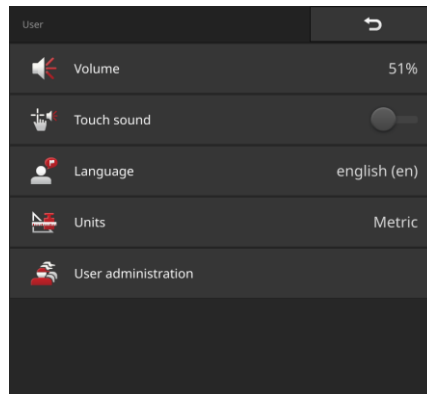 User
Volume 51%
Touch sound
Language english (en)
Units Metric
User administration